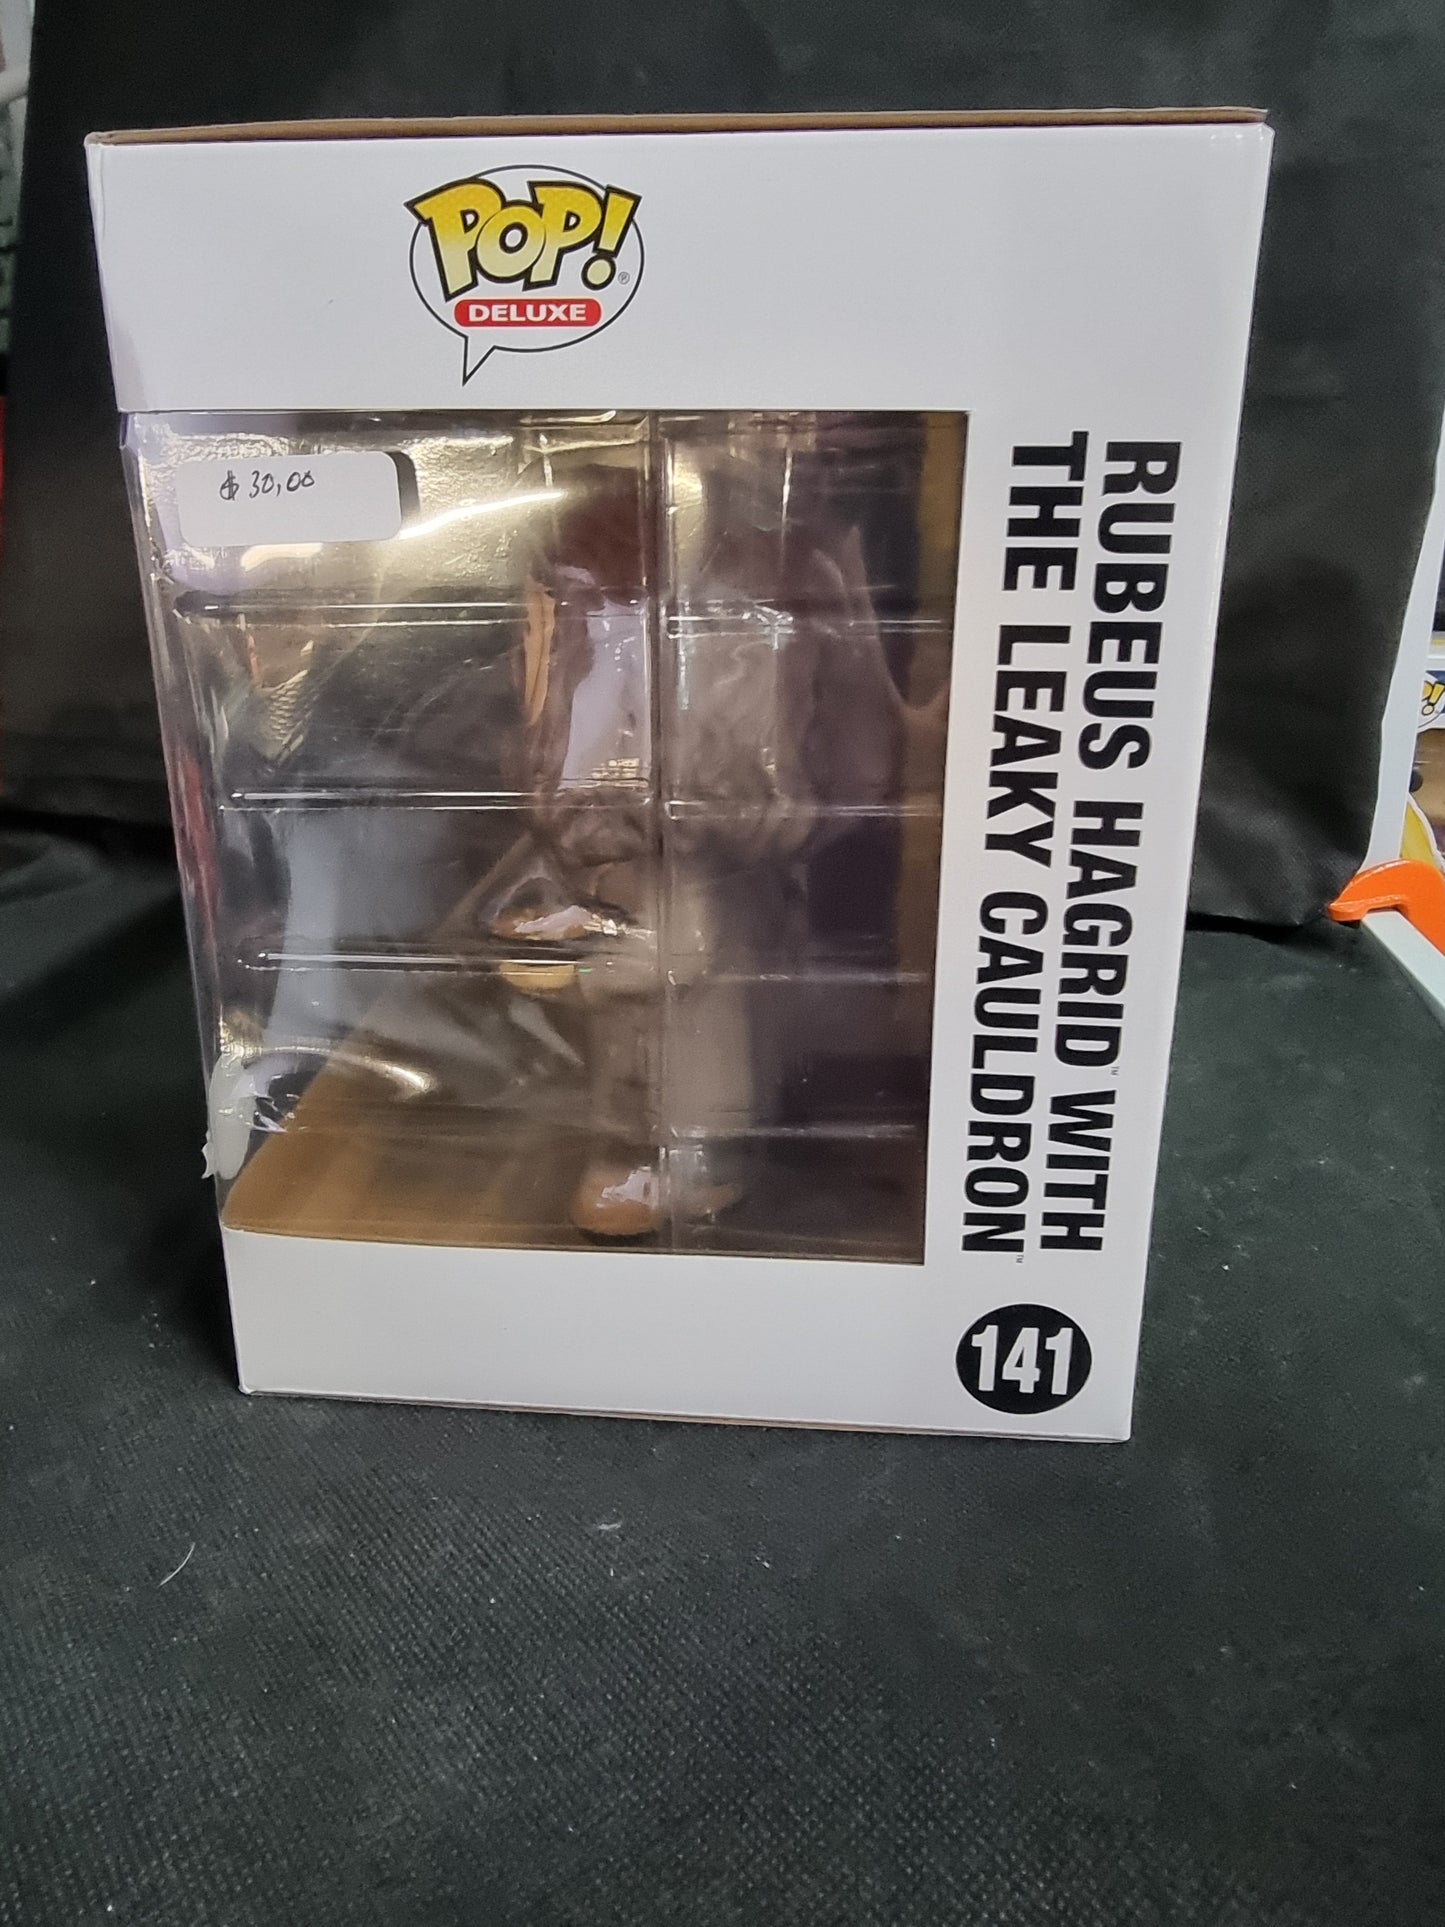 POP!®
DELUXE
$ 30,00
RUBEUS HAGRID™ WITH
THE LEAKY CAULDRON™
141